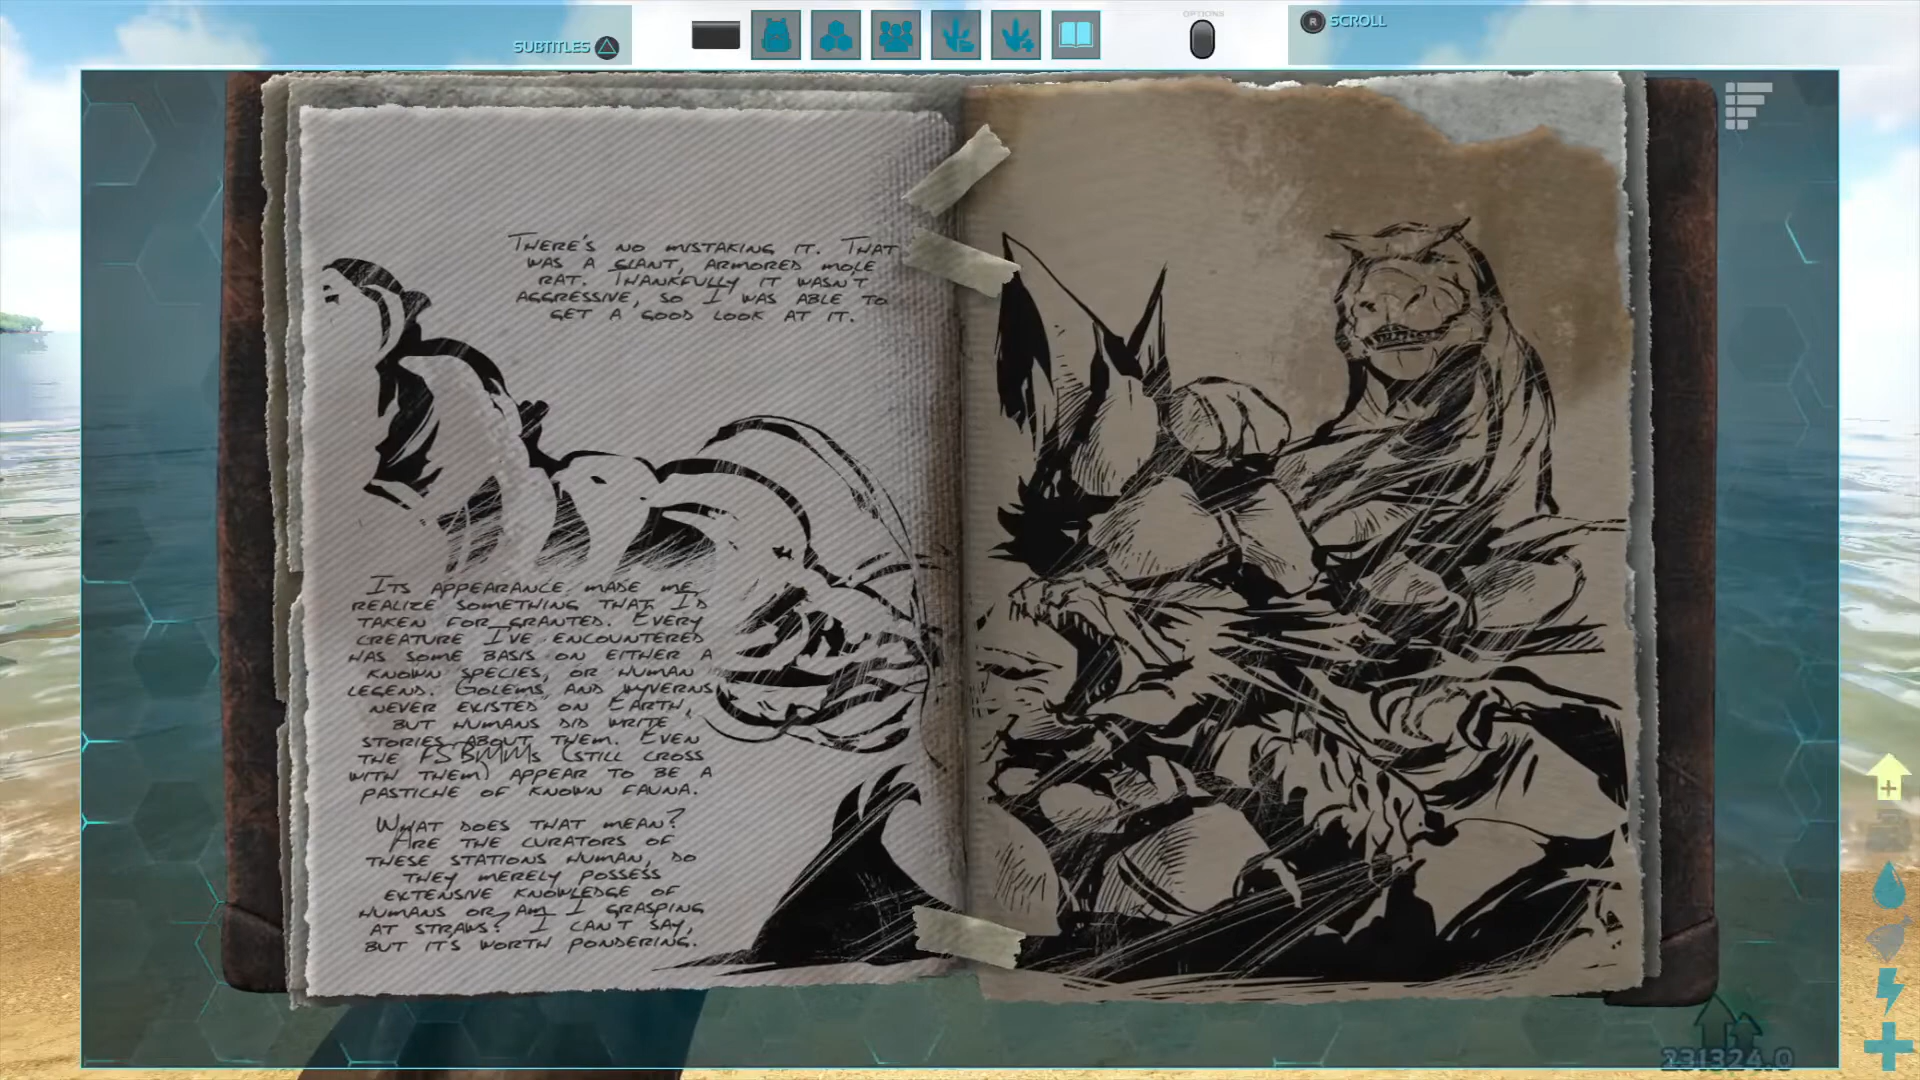 SUBTITLES
OPTIONS
R SCROLL
THERE'S NO MISTAKING IT. THAT
WAS A GIANT, ARMORED MOLE
RAT. THANKFULLY IT WASN'T
AGGRESSIVE, SO I WAS ABLE TO
GET A GOOD LOOK AT IT.
ITS APPEARANCE MADE ME
REALIZE SOMETHING THAT I'D
TAKEN FOR GRANTED. EVERY
CREATURE I'VE ENCOUNTERED
HAS SOME BASIS ON EITHER A
KNOWN SPECIES, OR HUMAN
LEGEND. GOLEMS AND WYVERNS
NEVER EXISTED ON EARTH,
BUT HUMANS DID WRITE
STORIES ABOUT THEM. EVEN
THE (STILL CROSS
WITH THEM) APPEAR TO BE A
PASTICHE OF KNOWN FAUNA.
WHAT DOES THAT MEAN?
ARE THE CURATORS OF
THESE STATIONS HUMAN, DO
THEY MERELY POSSESS
EXTENSIVE KNOWLEDGE OF
HUMANS OR AM I GRASPING
AT STRAWS? I CAN'T SAY,
BUT IT'S WORTH PONDERING.
231324.0